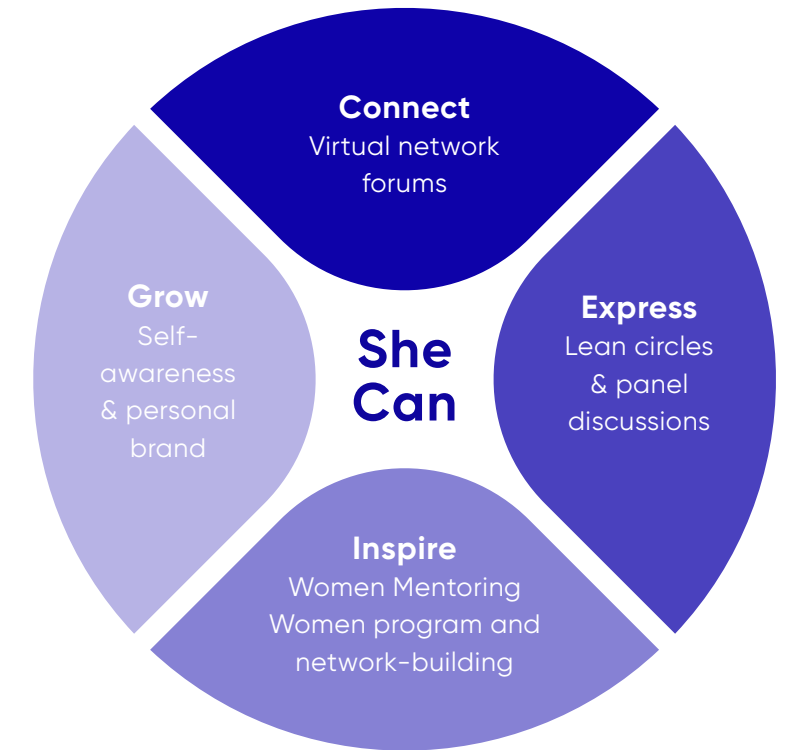 Connect
Virtual network
forums
Grow
Self-
awareness
& personal
brand
She
Can
Express
Lean circles
& panel
discussions
Inspire
Women Mentoring
Women program and
network-building